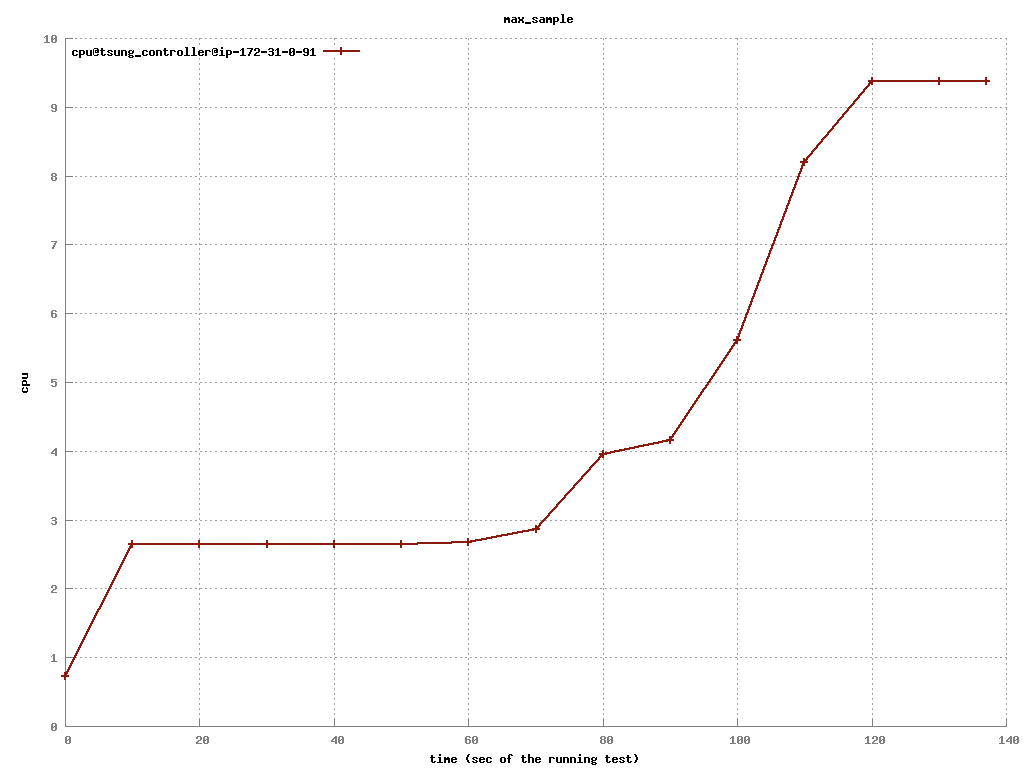 max_sample
cpu@tsung_controller@ip-172-31-0-91
10
9
8
7
6
5
4
3
2
1
0
cpu
0 20 40 60 80 100 120 140
time (sec of the running test)